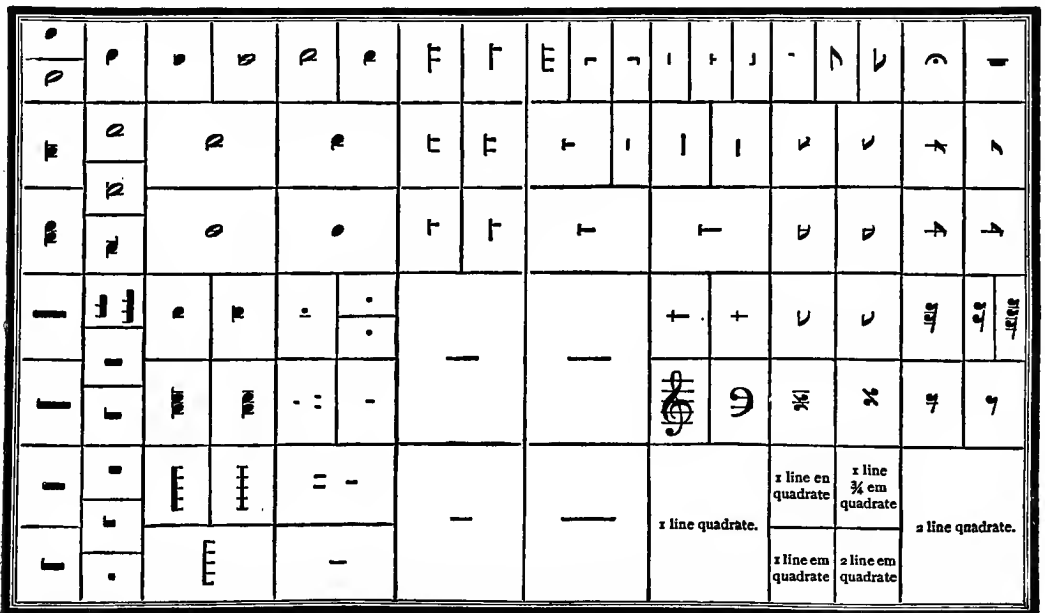 1 line quadrate.
1 line en
quadrate
1 line
¾ em
quadrate
1 line em
quadrate
2 line em
quadrate
2 line quadrate.